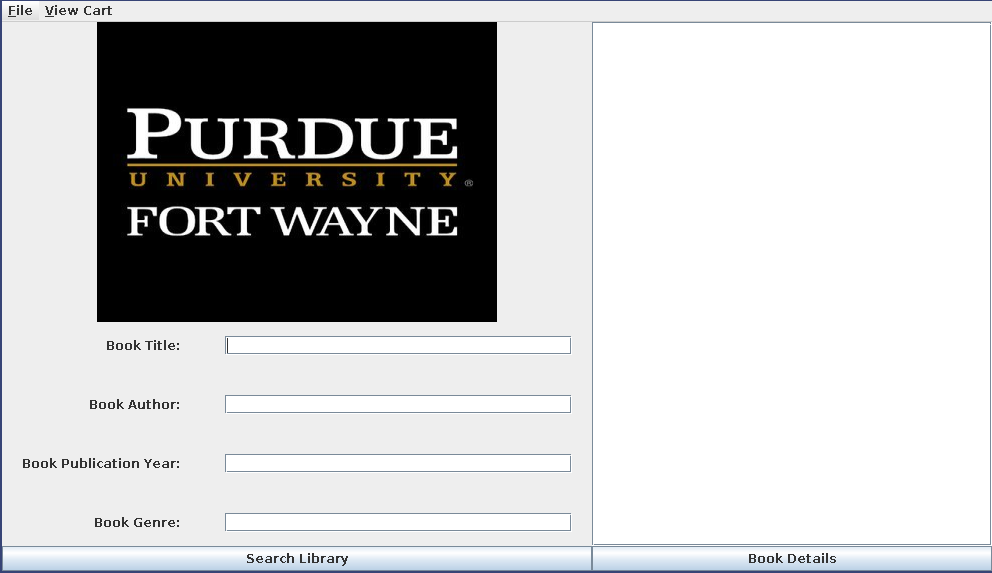 File View Cart
PURDUE
UNIVERSITY®
FORT WAYNE
Book Title:
Book Author:
Book Publication Year:
Book Genre:
Search Library
Book Details